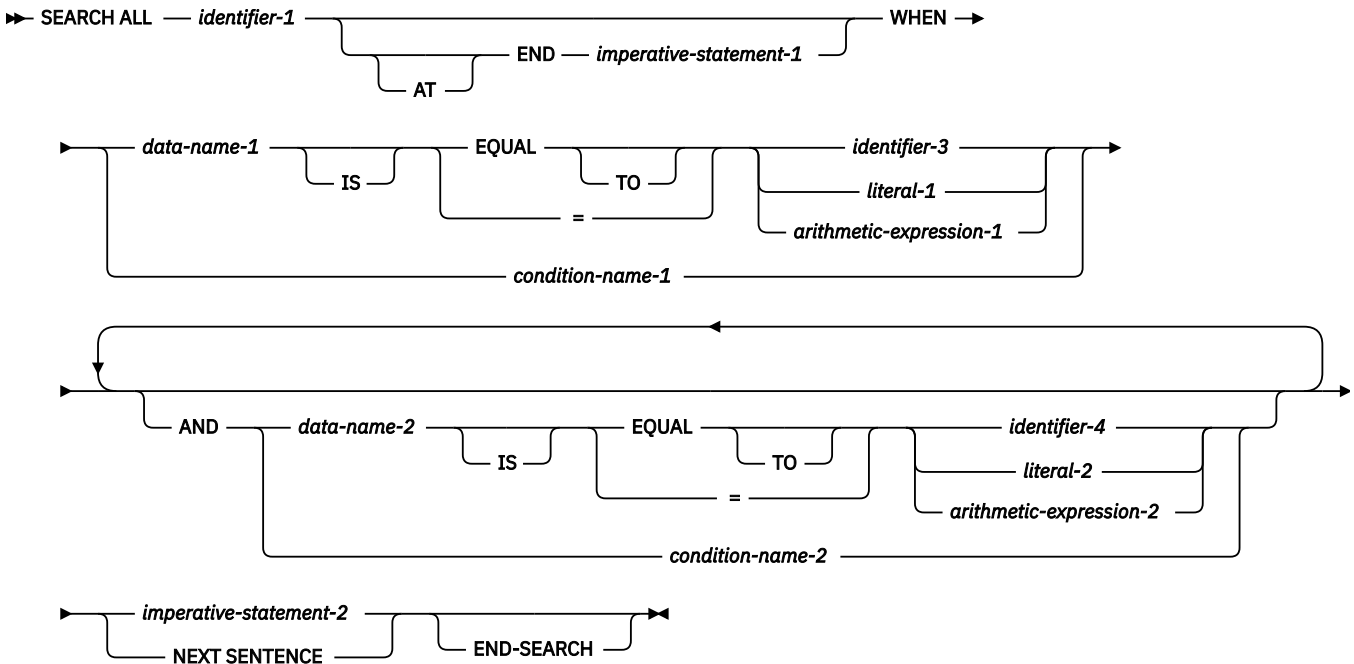 SEARCH ALL identifier-1 WHEN
END imperative-statement-1
AT
data-name-1 EQUAL identifier-3
IS TO literal-1
= arithmetic-expression-1
condition-name-1
AND data-name-2 EQUAL identifier-4
IS TO literal-2
= arithmetic-expression-2
condition-name-2
imperative-statement-2
NEXT SENTENCE END-SEARCH